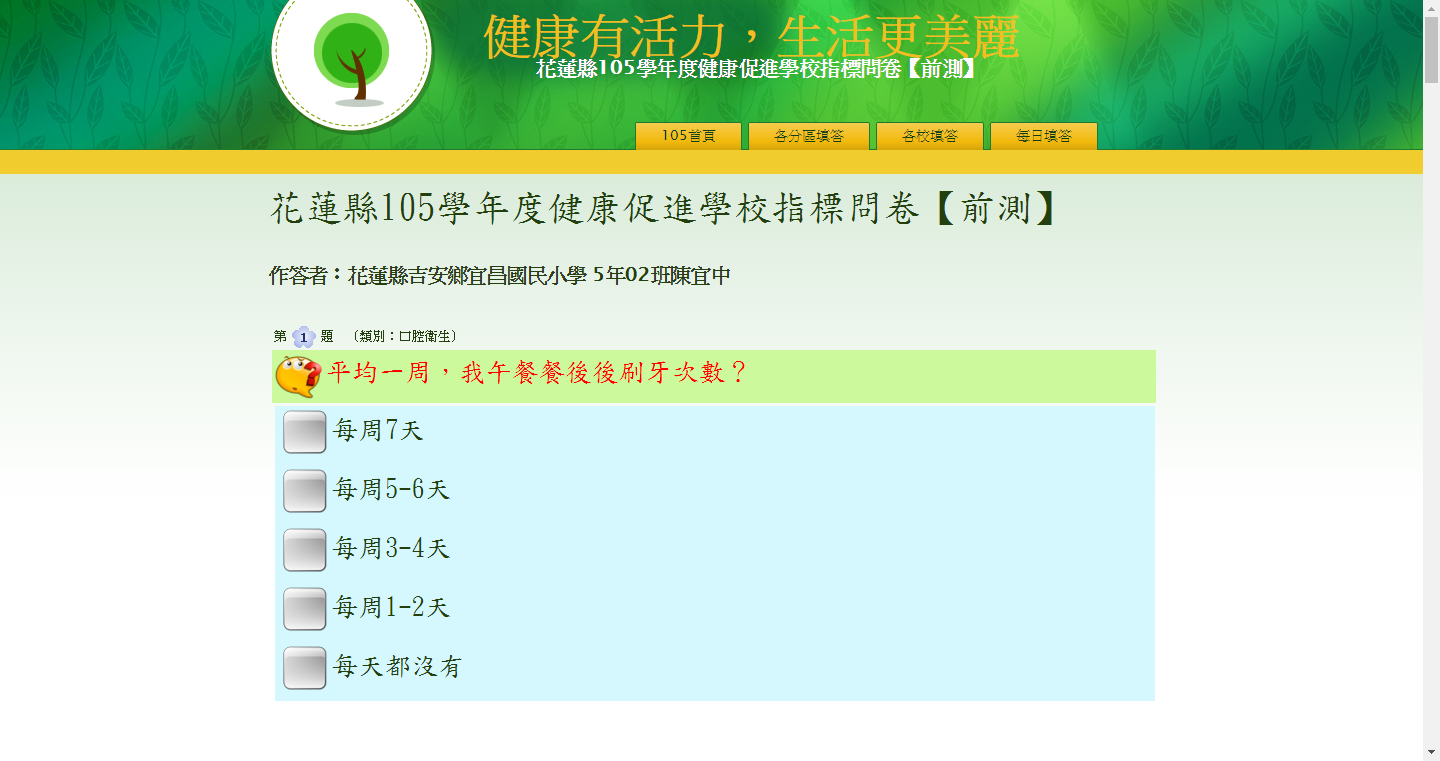 健康有活力，生活更美麗
花蓮縣105學年度健康促進學校指標問卷【前測】
105首頁 各分區填答 各校填答 每日填答
花蓮縣105學年度健康促進學校指標問卷【前測】
作答者：花蓮縣吉安鄉宜昌國民小學 5年02班陳宜中
第 1 題 〔類別：口腔衛生〕
平均一周，我午餐餐後後刷牙次數？
每周7天
每周5-6天
每周3-4天
每周1-2天
每天都沒有